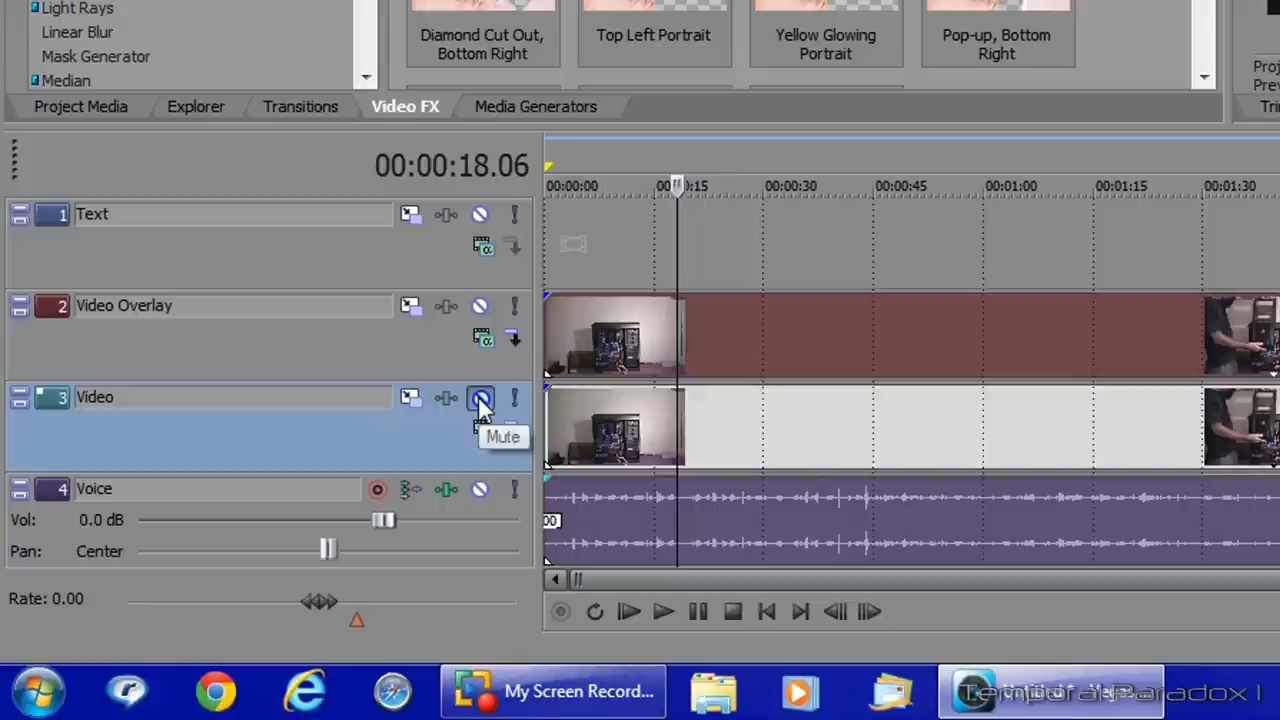 Light Rays
Linear Blur
Mask Generator
Median
Diamond Cut Out,
Bottom Right
Top Left Portrait
Yellow Glowing
Portrait
Pop-up, Bottom
Right
Project Media
Explorer
Transitions
Video FX
Media Generators
00:00:18.06
00:00:00
:15
00:00:30
00:00:45
00:01:00
00:01:15
00:01:30
1 Text
2 Video Overlay
3 Video
Mute
4 Voice
Vol: 0.0 dB
Pan: Center
Rate: 0.00
My Screen Record...
Temporal Paradox